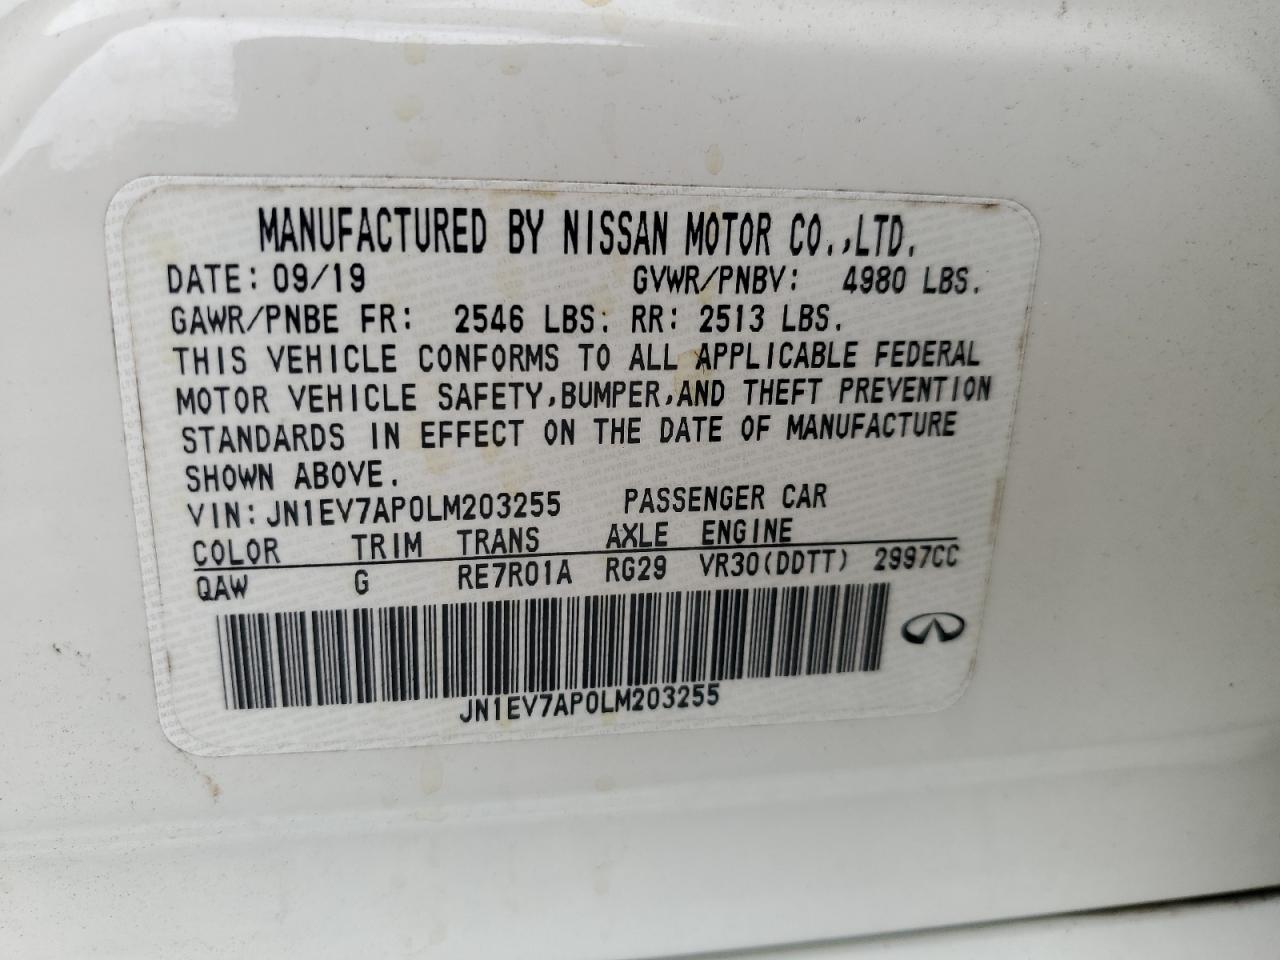 MANUFACTURED BY NISSAN MOTOR CO.,LTD.
DATE: 09/19 GVWR/PNBV: 4980 LBS.
GAWR/PNBE FR: 2546 LBS. RR: 2513 LBS.
THIS VEHICLE CONFORMS TO ALL APPLICABLE FEDERAL
MOTOR VEHICLE SAFETY,BUMPER,AND THEFT PREVENTION
STANDARDS IN EFFECT ON THE DATE OF MANUFACTURE
SHOWN ABOVE.
VIN: JN1EV7AP0LM203255 PASSENGER CAR
COLOR TRIM TRANS AXLE ENGINE
QAW G RE7R01A RG29 VR30(DDTT) 2997CC
JN1EV7AP0LM203255